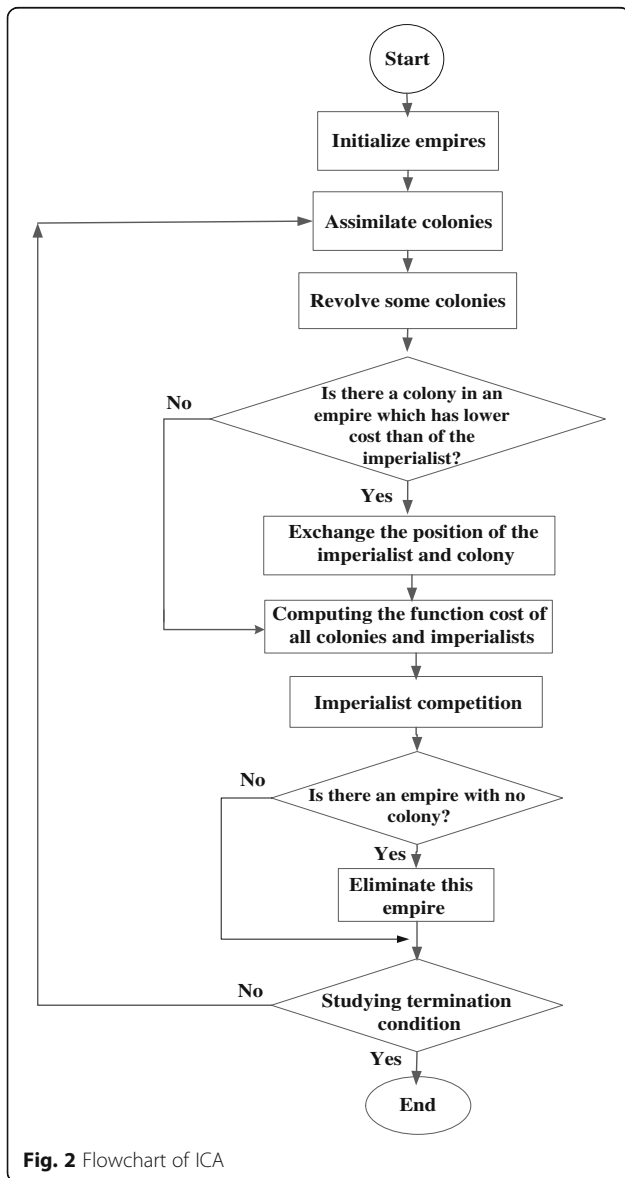 Start
Initialize empires
Assimilate colonies
Revolve some colonies
Is there a colony in an
empire which has lower
cost than of the
imperialist?
No
Yes
Exchange the position of the
imperialist and colony
Computing the function cost of
all colonies and imperialists
Imperialist competition
No
Is there an empire with no
colony?
Yes
Eliminate this
empire
No
Studying termination
condition
Yes
End
Fig. 2 Flowchart of ICA